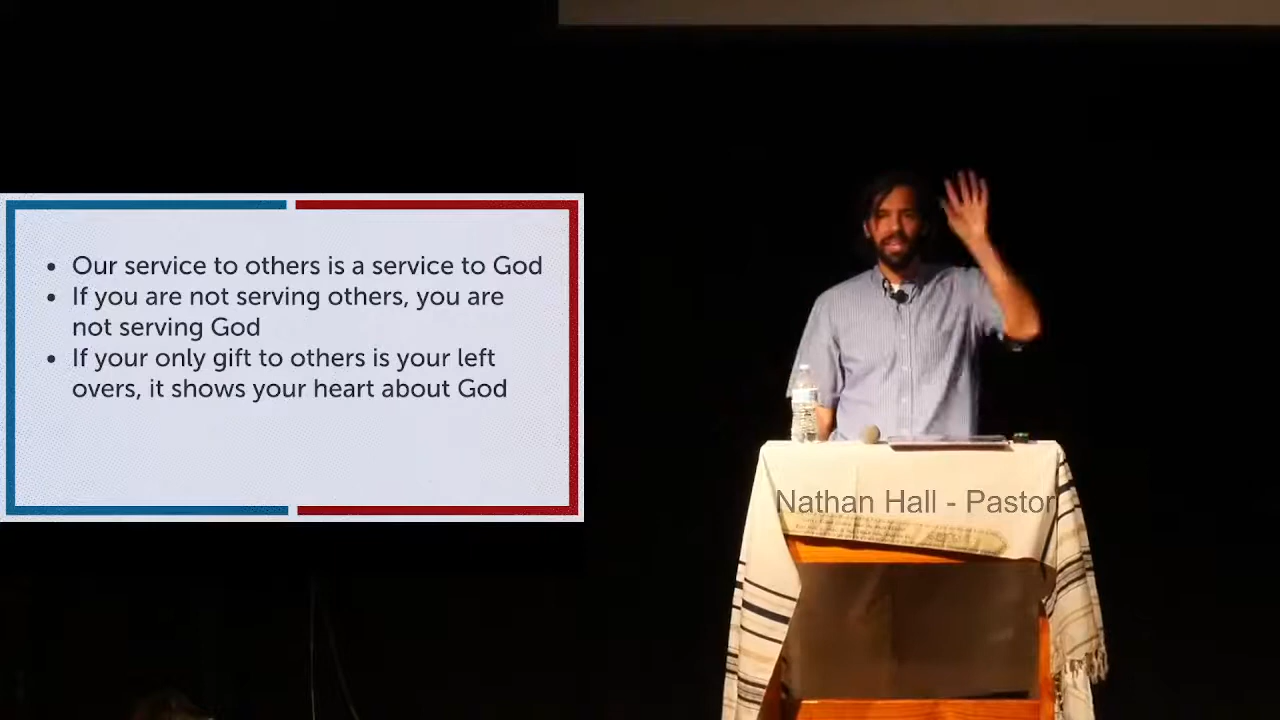 • Our service to others is a service to God
• If you are not serving others, you are
not serving God
• If your only gift to others is your left
overs, it shows your heart about God
Nathan Hall - Pastor